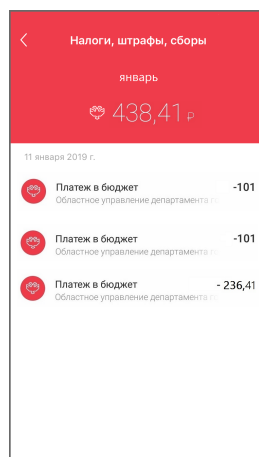 Налоги, штрафы, сборы
январь
438,41 ₽
11 января 2019 г.
Платеж в бюджет -101
Областное управление департамента
Платеж в бюджет -101
Областное управление департамента
Платеж в бюджет - 236,41
Областное управление департамента